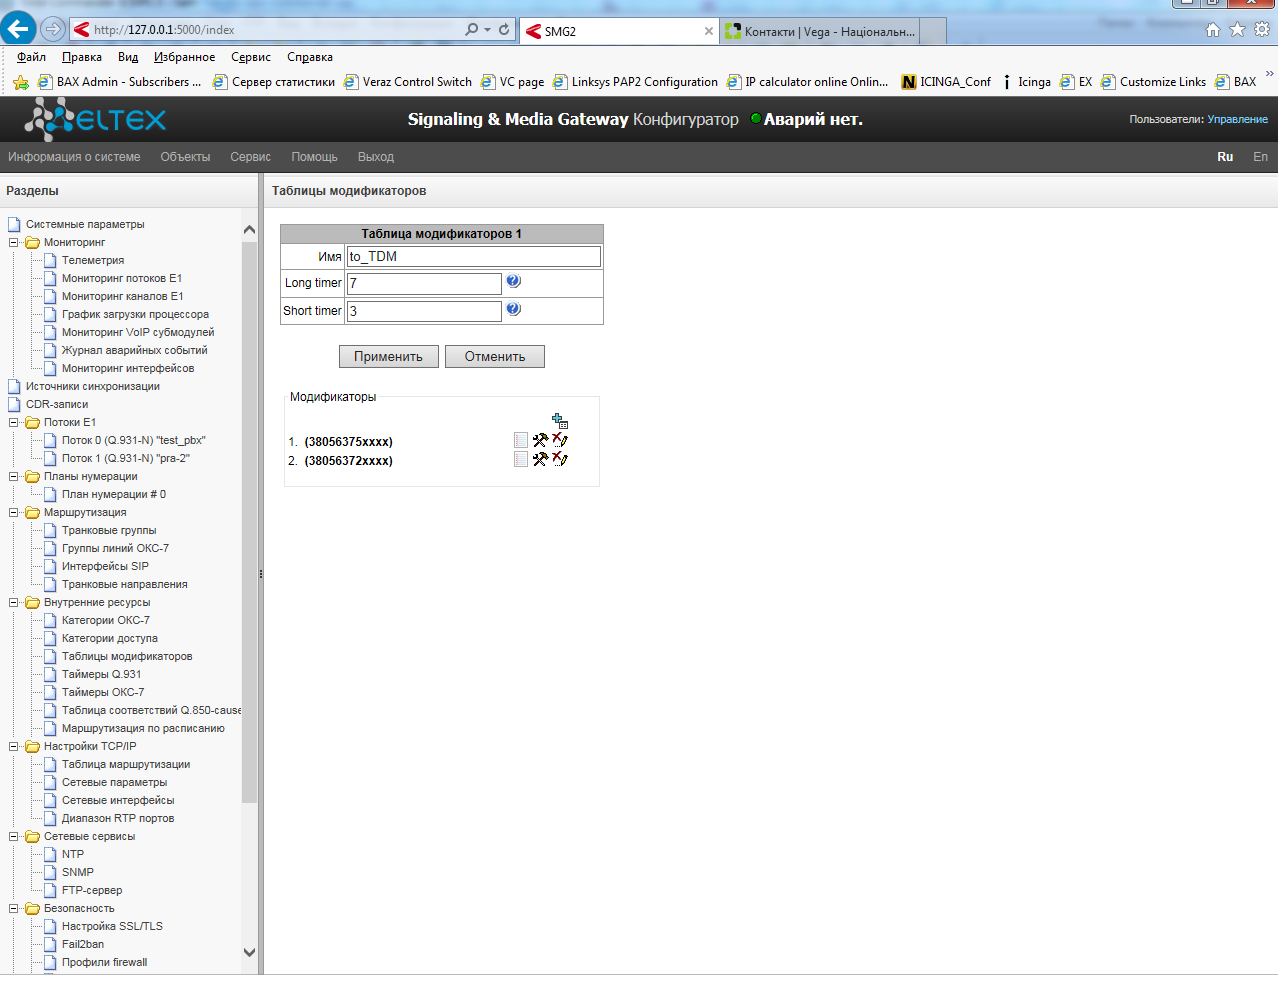 http://127.0.0.1:5000/index
SMG2
Контакти | Vega - Національн...
Файл Правка Вид Избранное Сервис Справка
BAX Admin - Subscribers ... Сервер статистики Veraz Control Switch VC page Linksys PAP2 Configuration IP calculator online Onlin... ICINGA_Conf Icinga EX Customize Links BAX »
ELTEX
Signaling & Media Gateway Конфигуратор Аварий нет.
Пользователи: Управление
Информация о системе Объекты Сервис Помощь Выход Ru En
Разделы
Системные параметры
Мониторинг
Телеметрия
Мониторинг потоков E1
Мониторинг каналов E1
График загрузки процессора
Мониторинг VoIP субмодулей
Журнал аварийных событий
Мониторинг интерфейсов
Источники синхронизации
CDR-записи
Потоки E1
Поток 0 (Q.931-N) "test_pbx"
Поток 1 (Q.931-N) "pra-2"
Планы нумерации
План нумерации # 0
Маршрутизация
Транковые группы
Группы линий ОКС-7
Интерфейсы SIP
Транковые направления
Внутренние ресурсы
Категории ОКС-7
Категории доступа
Таблицы модификаторов
Таймеры Q.931
Таймеры ОКС-7
Таблица соответствий Q.850-cause
Маршрутизация по расписанию
Настройки TCP/IP
Таблица маршрутизации
Сетевые параметры
Сетевые интерфейсы
Диапазон RTP портов
Сетевые сервисы
NTP
SNMP
FTP-сервер
Безопасность
Настройка SSL/TLS
Fail2ban
Профили firewall
Таблицы модификаторов
Таблица модификаторов 1
Имя to_TDM
Long timer 7
Short timer 3
Применить Отменить
Модификаторы
1. (38056375xxxx)
2. (38056372xxxx)